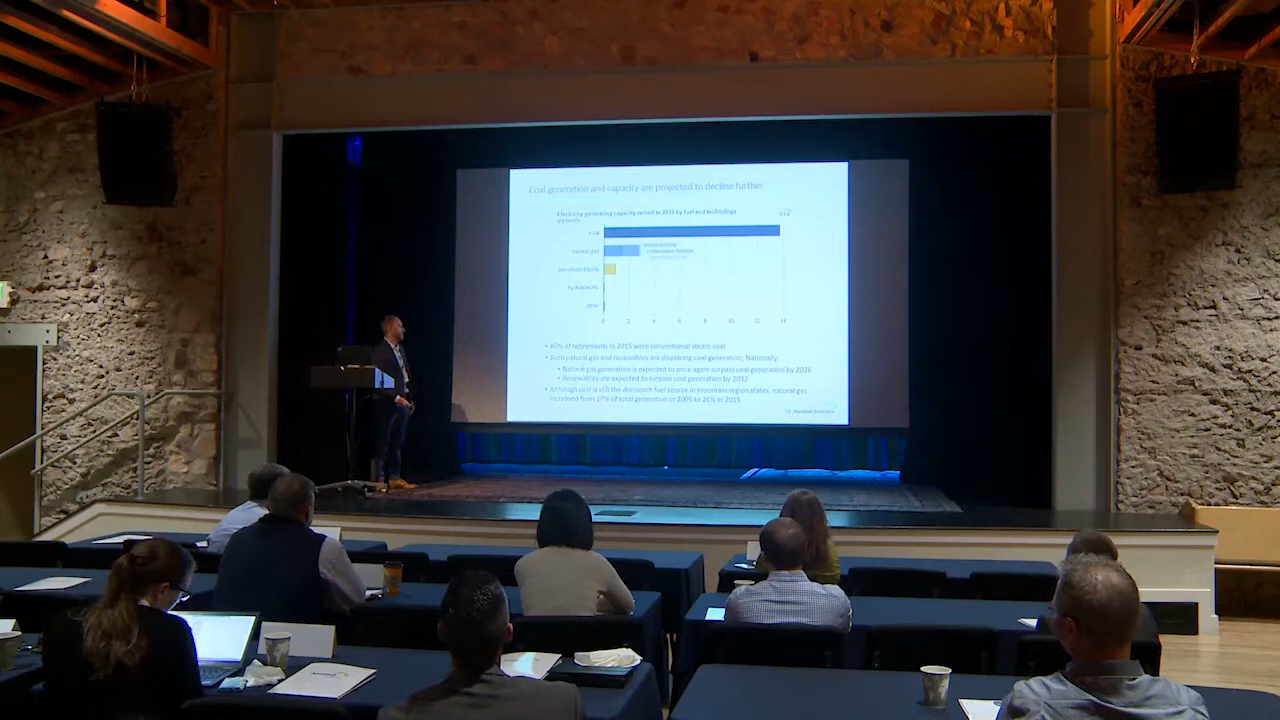 Coal generation and capacity are projected to decline further
Electricity generating capacity retired in 2015 by fuel and technology
gigawatts
coal
natural gas
petroleum liquids
other
0 2 4 6 8 10 12 14
• 80% of retirements in 2015 were conventional steam coal
• Both natural gas and renewables are displacing coal generation; Nationally:
• Natural gas generation is expected to once again surpass coal generation by 2026
• Renewables are expected to surpass coal generation by 2032
• Although coal is still the dominant fuel source in mountain region states, natural gas
increased from 19% of total generation in 2005 to 26% in 2015
Ascend Analytics